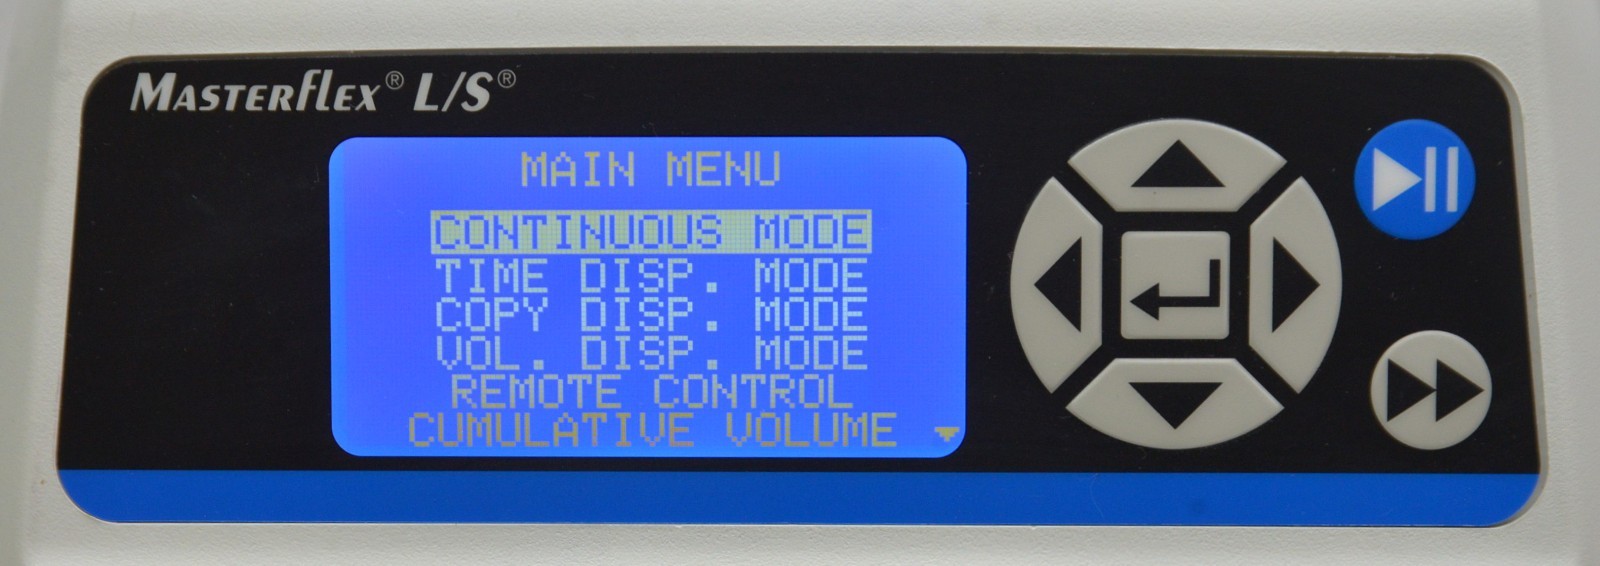 MASTERFLEX® L/S®
MAIN MENU
CONTINUOUS MODE
TIME DISP. MODE
COPY DISP. MODE
VOL. DISP. MODE
REMOTE CONTROL
CUMULATIVE VOLUME